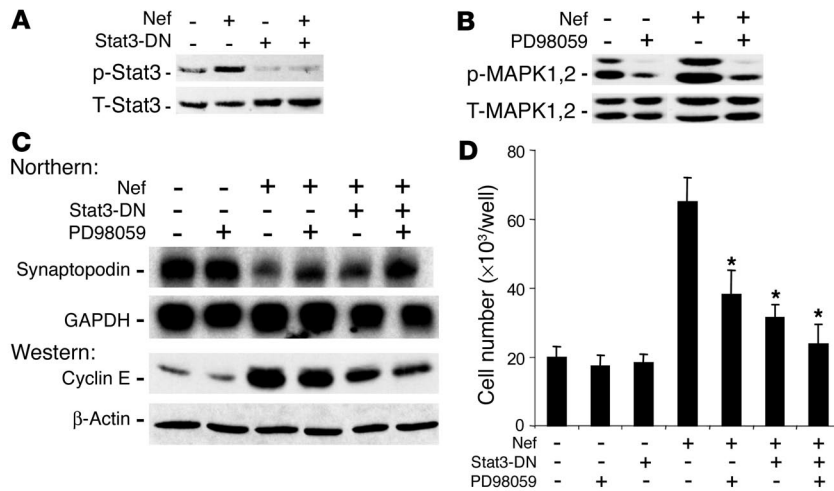 A
Nef - + - +
Stat3-DN - - + +
p-Stat3 -
T-Stat3 -
B
Nef - - + +
PD98059 - + - +
p-MAPK1,2 -
T-MAPK1,2 -
C
Northern:
Nef - - + + + +
Stat3-DN - - - - + +
PD98059 - + - + - +
Synaptopodin -
GAPDH -
Western:
Cyclin E -
β-Actin -
D
Cell number (×10³/well)
80
60
40
20
0
* * *
Nef - - - + + + +
Stat3-DN - - + - - + +
PD98059 - + - - + - +